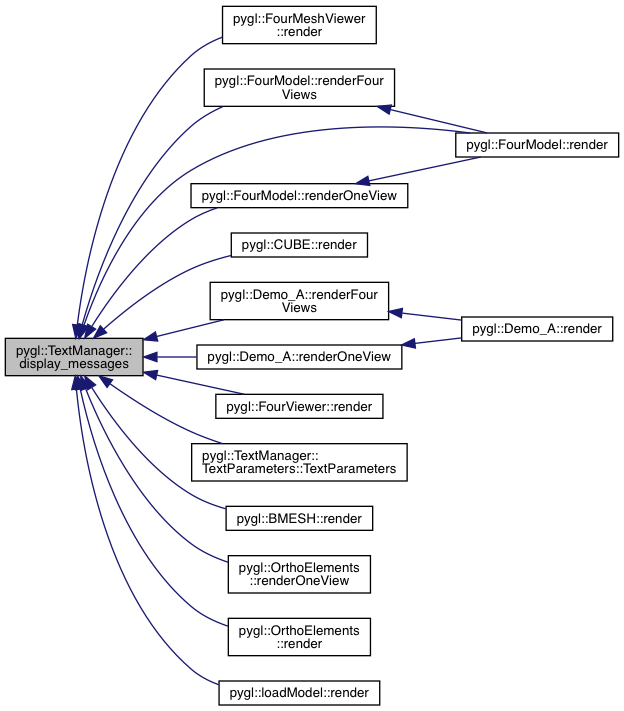 pygl::FourMeshViewer
::render
pygl::FourModel::renderFour
Views
pygl::FourModel::render
pygl::FourModel::renderOneView
pygl::CUBE::render
pygl::Demo_A::renderFour
Views
pygl::Demo_A::render
pygl::TextManager::
display_messages
pygl::Demo_A::renderOneView
pygl::FourViewer::render
pygl::TextManager::
TextParameters::TextParameters
pygl::BMESH::render
pygl::OrthoElements
::renderOneView
pygl::OrthoElements
::render
pygl::loadModel::render